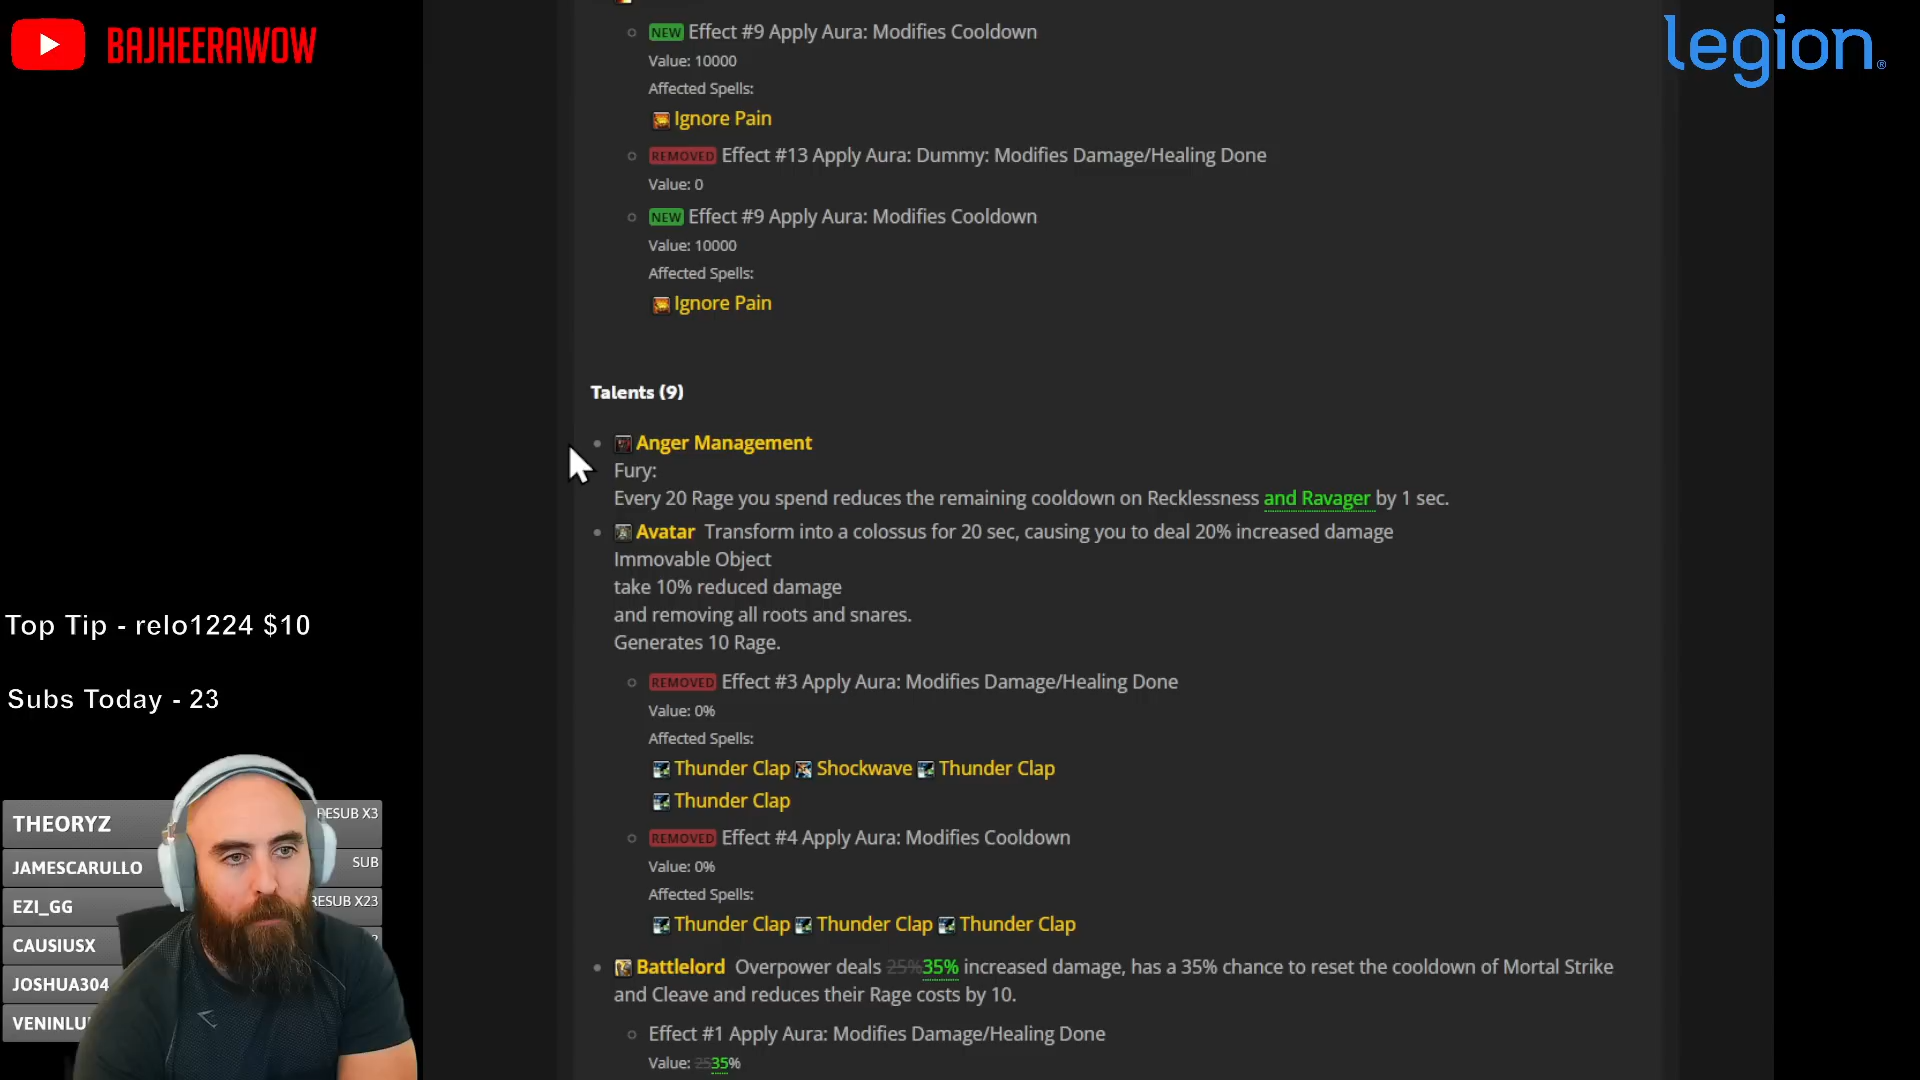 BAJHEERAWOW
legion
NEW Effect #9 Apply Aura: Modifies Cooldown
Value: 10000
Affected Spells:
Ignore Pain
REMOVED Effect #13 Apply Aura: Dummy: Modifies Damage/Healing Done
Value: 0
NEW Effect #9 Apply Aura: Modifies Cooldown
Value: 10000
Affected Spells:
Ignore Pain
Talents (9)
Anger Management
Fury:
Every 20 Rage you spend reduces the remaining cooldown on Recklessness and Ravager by 1 sec.
Avatar Transform into a colossus for 20 sec, causing you to deal 20% increased damage
Immovable Object
take 10% reduced damage
and removing all roots and snares.
Generates 10 Rage.
REMOVED Effect #3 Apply Aura: Modifies Damage/Healing Done
Value: 0%
Affected Spells:
Thunder Clap Shockwave Thunder Clap
Thunder Clap
REMOVED Effect #4 Apply Aura: Modifies Cooldown
Value: 0%
Affected Spells:
Thunder Clap Thunder Clap Thunder Clap
Battlelord Overpower deals 25%35% increased damage, has a 35% chance to reset the cooldown of Mortal Strike
and Cleave and reduces their Rage costs by 10.
Effect #1 Apply Aura: Modifies Damage/Healing Done
Value: 2535%
Top Tip - relo1224 $10
Subs Today - 23
THEORYZ RESUB X3
JAMESCARULLO SUB
EZI_GG RESUB X23
CAUSIUSX
JOSHUA304
VENINLU